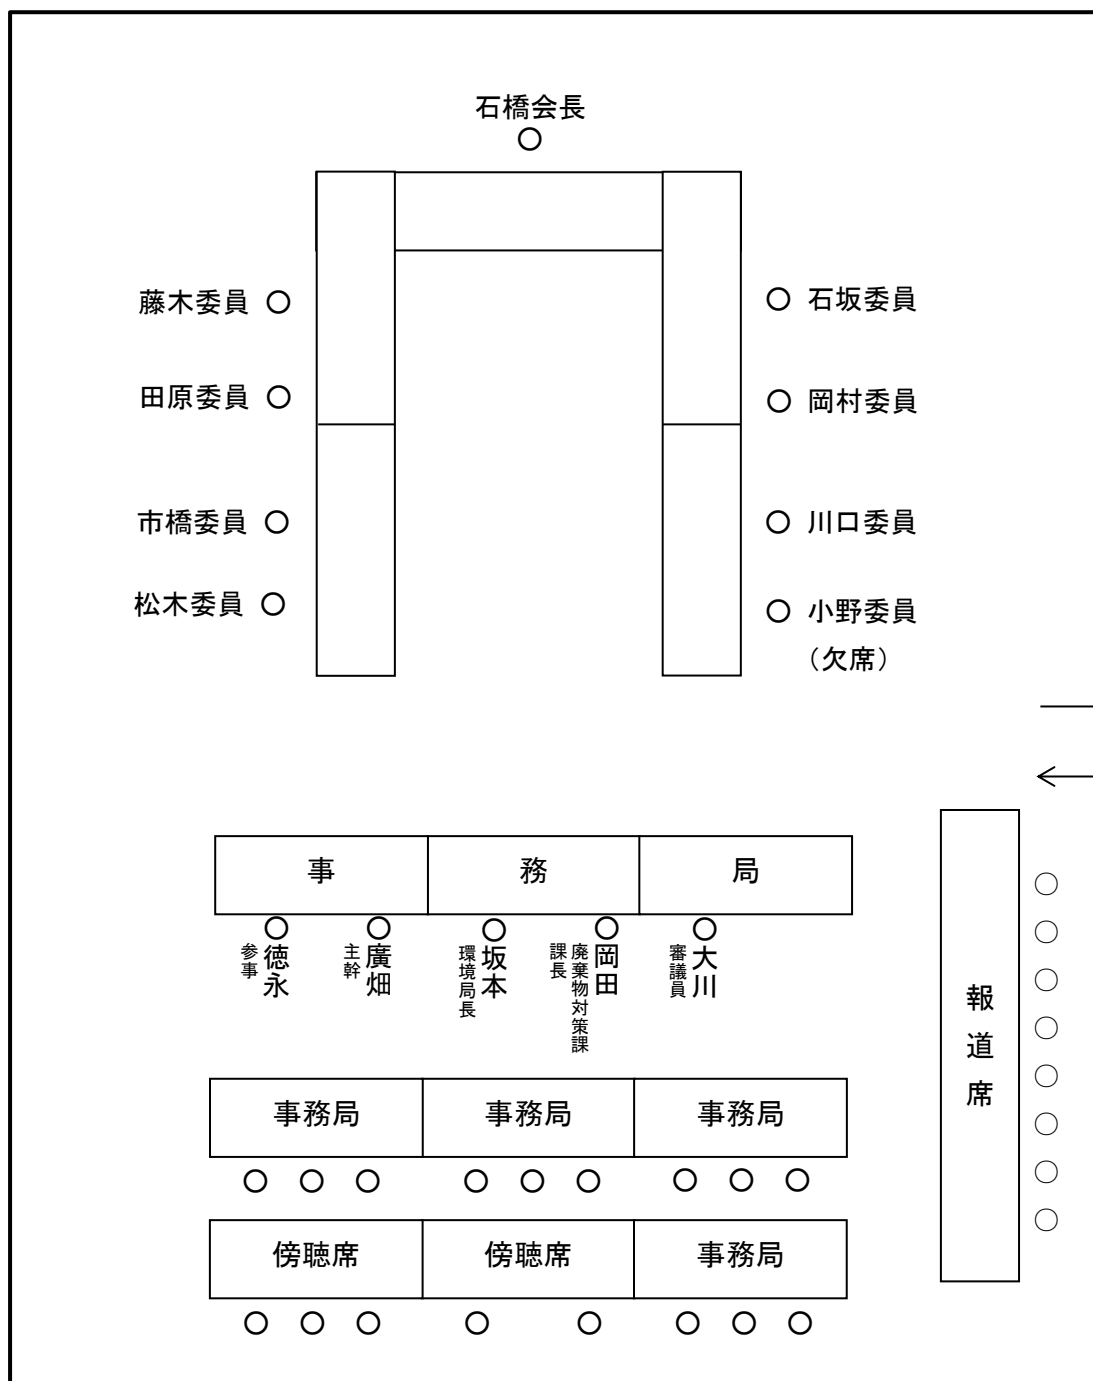 石橋会長
藤木委員
石坂委員
田原委員
岡村委員
市橋委員
川口委員
松木委員
小野委員
（欠席）
事務局
参事
徳永
主幹
廣畑
環境局長
坂本
廃棄物対策課
課長
岡田
審議員
大川
報道席
事務局
事務局
事務局
傍聴席
傍聴席
事務局